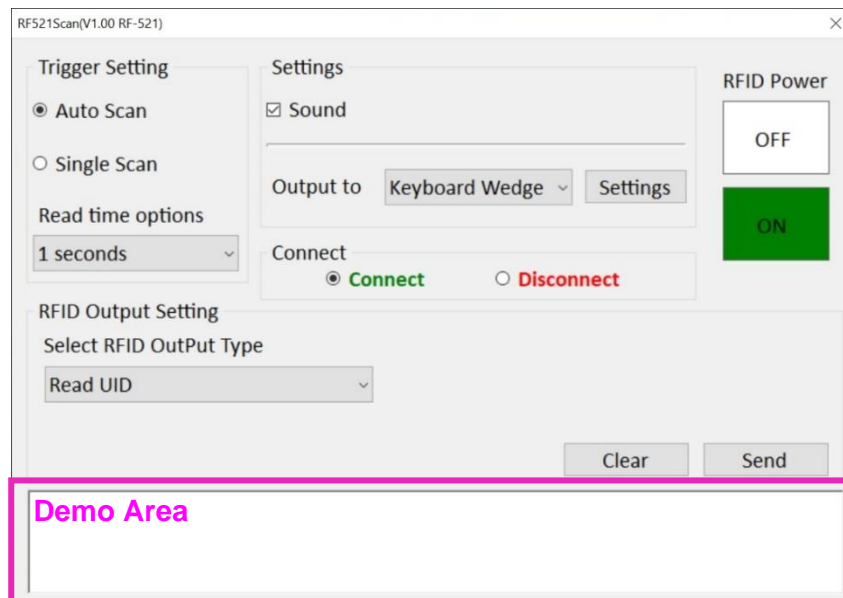 RF521Scan(V1.00 RF-521)
Trigger Setting
Auto Scan
Single Scan
Read time options
1 seconds
Settings
Sound
Output to Keyboard Wedge Settings
Connect
Connect Disconnect
RFID Power
OFF
ON
RFID Output Setting
Select RFID OutPut Type
Read UID
Clear Send
Demo Area